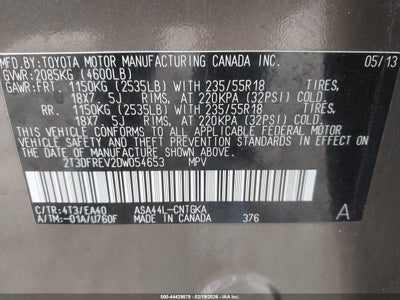 MFD.BY:TOYOTA MOTOR MANUFACTURING CANADA INC. 05/13
GVWR:2085KG (4600LB)
GAWR:FRT. 1150KG (2535LB) WITH 235/55R18 TIRES,
18X7.5J RIMS, AT 220KPA (32PSI) COLD.
RR. 1150KG (2535LB) WITH 235/55R18 TIRES,
18X7.5J RIMS, AT 220KPA (32PSI) COLD.
THIS VEHICLE CONFORMS TO ALL APPLICABLE FEDERAL MOTOR
VEHICLE SAFETY, BUMPER, AND THEFT PREVENTION STANDARDS IN
EFFECT ON THE DATE OF MANUFACTURE SHOWN ABOVE.
2T3DFREV2DW054653 MPV
C/TR:4T3/EA40 ASA44L-CNTGKA
A/TM:-01A/U760F MADE IN CANADA 376 A
000-44429879 - 02/19/2026 - IAAI.COM